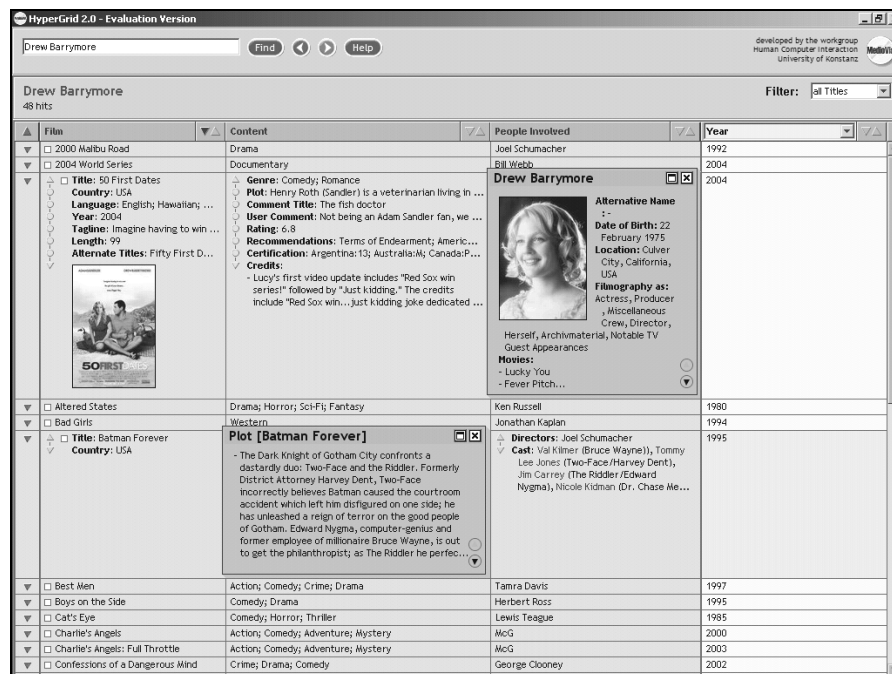 HyperGrid 2.0 - Evaluation Version
Drew Barrymore Find Help
developed by the workgroup
Human Computer Interaction
University of Konstanz
Drew Barrymore
48 hits
Filter: all Titles
Film Content People Involved Year
2000 Malibu Road Drama Joel Schumacher 1992
2004 World Series Documentary Bill Webb 2004
Title: 50 First Dates
Country: USA
Language: English; Hawaiian; ...
Year: 2004
Tagline: Imagine having to win ...
Length: 99
Alternate Titles: Fifty First D...
50 FIRST DATES
Genre: Comedy; Romance
Plot: Henry Roth (Sandler) is a veterinarian living in ...
Comment Title: The fish doctor
User Comment: Not being an Adam Sandler fan, we ...
Rating: 6.8
Recommendations: Terms of Endearment; Americ...
Certification: Argentina:13; Australia:M; Canada:P...
Credits:
- Lucy's first video update includes "Red Sox win
series!" followed by "Just kidding." The credits
include "Red Sox win...just kidding joke dedicated ...
Drew Barrymore
Alternative Name
: -
Date of Birth: 22
February 1975
Location: Culver
City, California,
USA
Filmography as:
Actress, Producer
, Miscellaneous
Crew, Director,
Herself, Archivmaterial, Notable TV
Guest Appearances
Movies:
- Lucky You
- Fever Pitch...
2004
Altered States Drama; Horror; Sci-Fi; Fantasy Ken Russell 1980
Bad Girls Western Jonathan Kaplan 1994
Title: Batman Forever
Country: USA
Plot [Batman Forever]
- The Dark Knight of Gotham City confronts a
dastardly duo: Two-Face and the Riddler. Formerly
District Attorney Harvey Dent, Two-Face
incorrectly believes Batman caused the courtroom
accident which left him disfigured on one side; he
has unleashed a reign of terror on the good people
of Gotham. Edward Nygma, computer-genius and
former employee of millionaire Bruce Wayne, is out
to get the philanthropist; as The Riddler he perfec...
Directors: Joel Schumacher
Cast: Val Kilmer (Bruce Wayne)), Tommy
Lee Jones (Two-Face/Harvey Dent),
Jim Carrey (The Riddler/Edward
Nygma), Nicole Kidman (Dr. Chase Me...
1995
Best Men Action; Comedy; Crime; Drama Tamra Davis 1997
Boys on the Side Comedy; Drama Herbert Ross 1995
Cat's Eye Comedy; Horror; Thriller Lewis Teague 1985
Charlie's Angels Action; Comedy; Adventure; Mystery McG 2000
Charlie's Angels: Full Throttle Action; Comedy; Adventure; Mystery McG 2003
Confessions of a Dangerous Mind Crime; Drama; Comedy George Clooney 2002